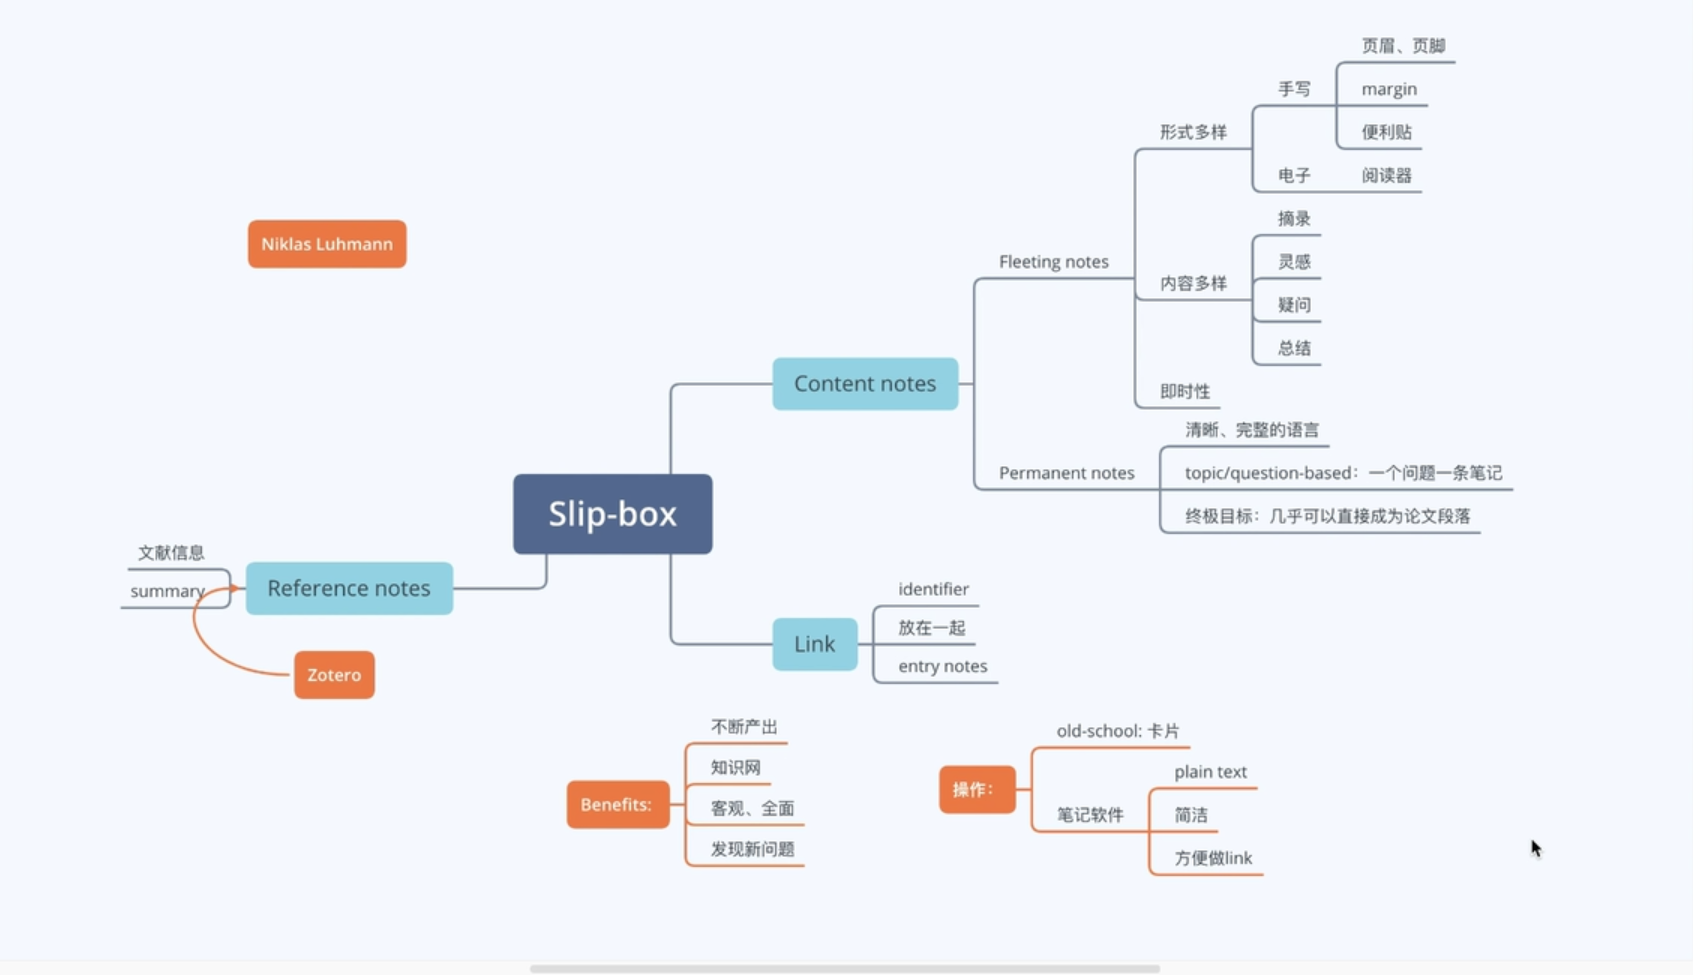 Niklas Luhmann
Slip-box
Content notes
Fleeting notes
形式多样
手写
页眉、页脚
margin
便利贴
电子
阅读器
内容多样
摘录
灵感
疑问
总结
即时性
Permanent notes
清晰、完整的语言
topic/question-based：一个问题一条笔记
终极目标：几乎可以直接成为论文段落
Reference notes
文献信息
summary
Zotero
Link
identifier
放在一起
entry notes
Benefits:
不断产出
知识网
客观、全面
发现新问题
操作：
old-school: 卡片
笔记软件
plain text
简洁
方便做link